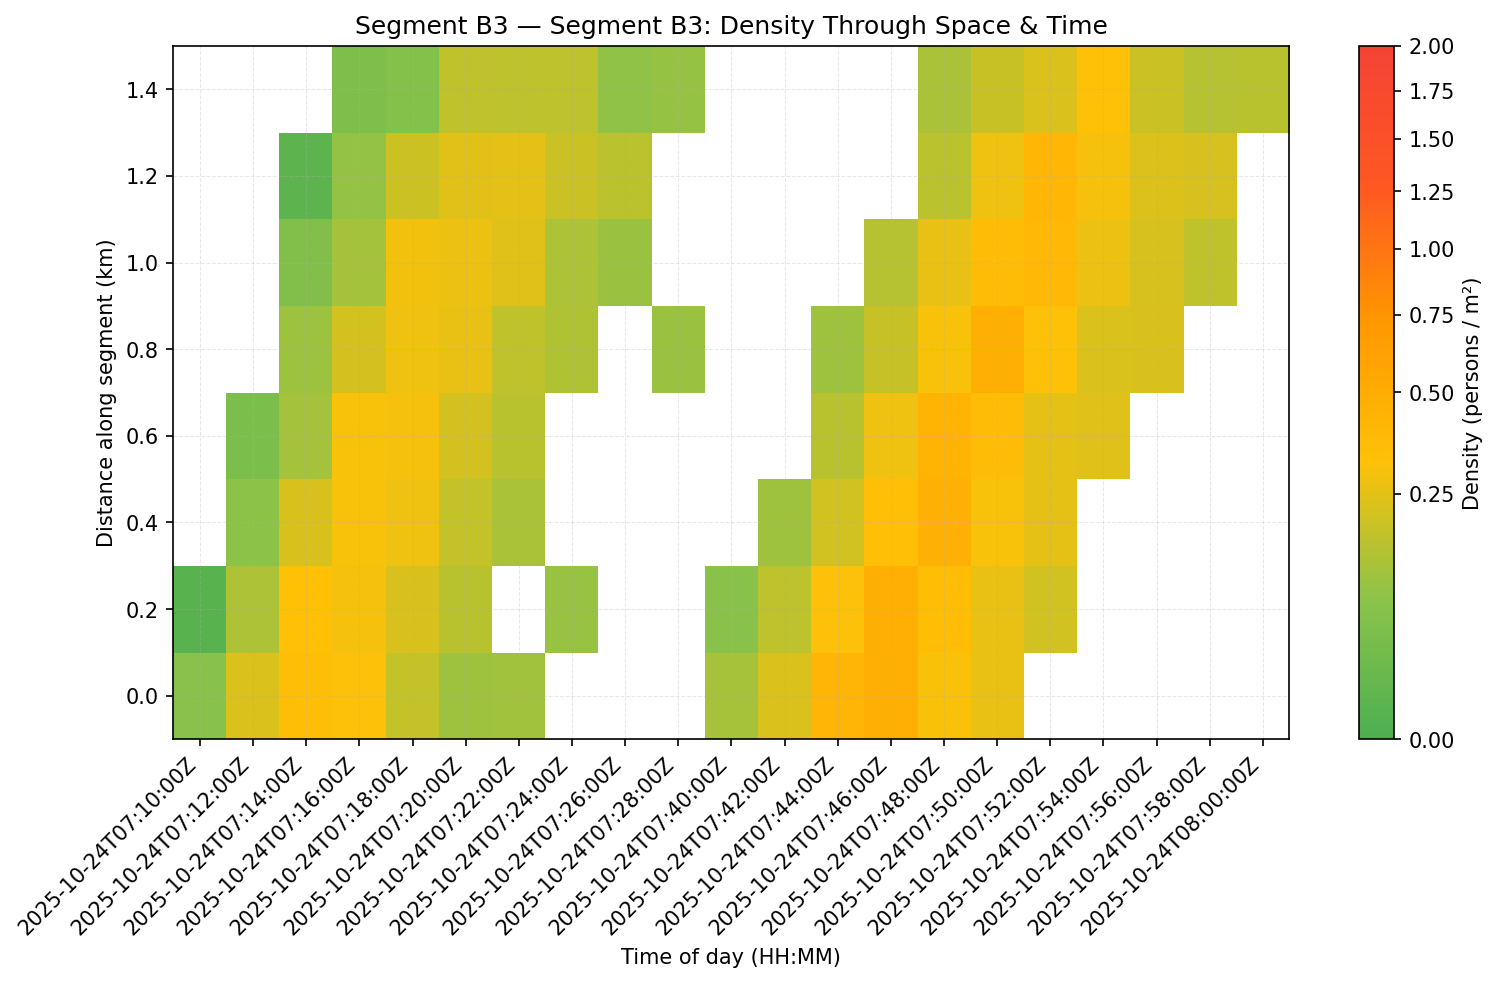 Segment B3 — Segment B3: Density Through Space & Time
Distance along segment (km)
1.4
1.2
1.0
0.8
0.6
0.4
0.2
0.0
2025-10-24T07:10:00Z
2025-10-24T07:12:00Z
2025-10-24T07:14:00Z
2025-10-24T07:16:00Z
2025-10-24T07:18:00Z
2025-10-24T07:20:00Z
2025-10-24T07:22:00Z
2025-10-24T07:24:00Z
2025-10-24T07:26:00Z
2025-10-24T07:28:00Z
2025-10-24T07:40:00Z
2025-10-24T07:42:00Z
2025-10-24T07:44:00Z
2025-10-24T07:46:00Z
2025-10-24T07:48:00Z
2025-10-24T07:50:00Z
2025-10-24T07:52:00Z
2025-10-24T07:54:00Z
2025-10-24T07:56:00Z
2025-10-24T07:58:00Z
2025-10-24T08:00:00Z
Time of day (HH:MM)
2.00
1.75
1.50
1.25
1.00
0.75
0.50
0.25
0.00
Density (persons / m²)